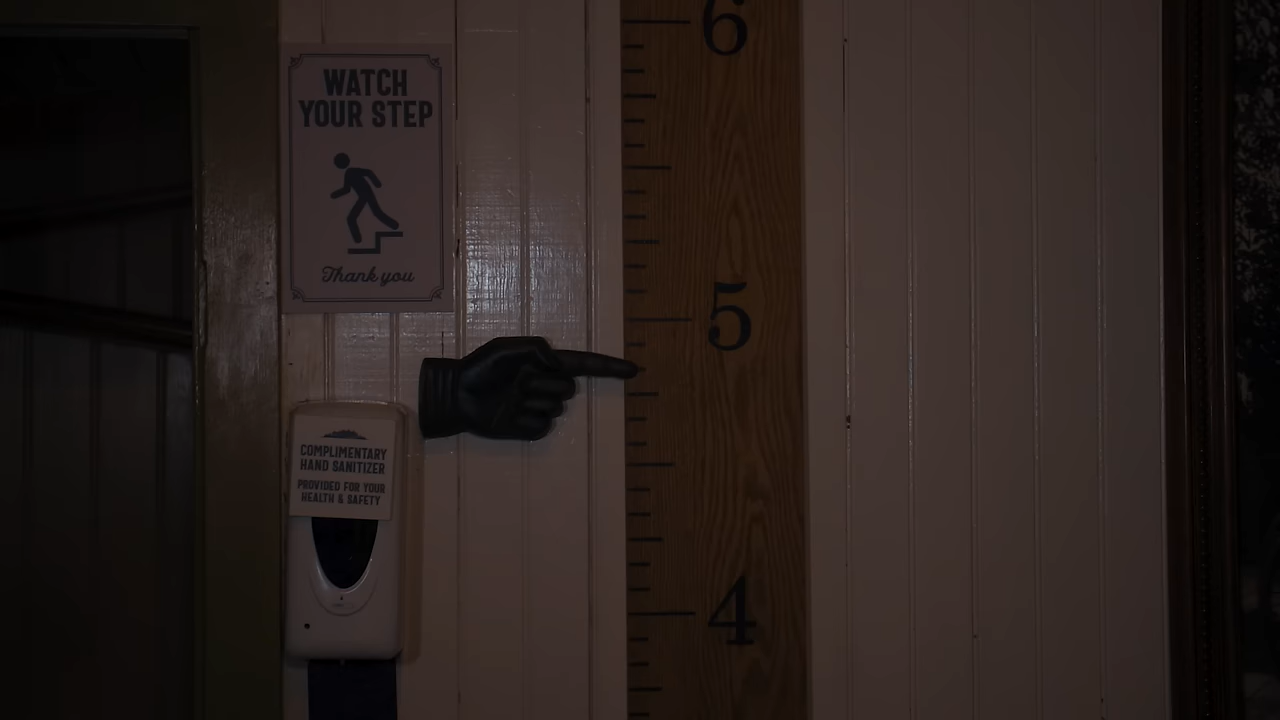 WATCH
YOUR STEP
Thank you
COMPLIMENTARY
HAND SANITIZER
PROVIDED FOR YOUR
HEALTH & SAFETY
6
5
4